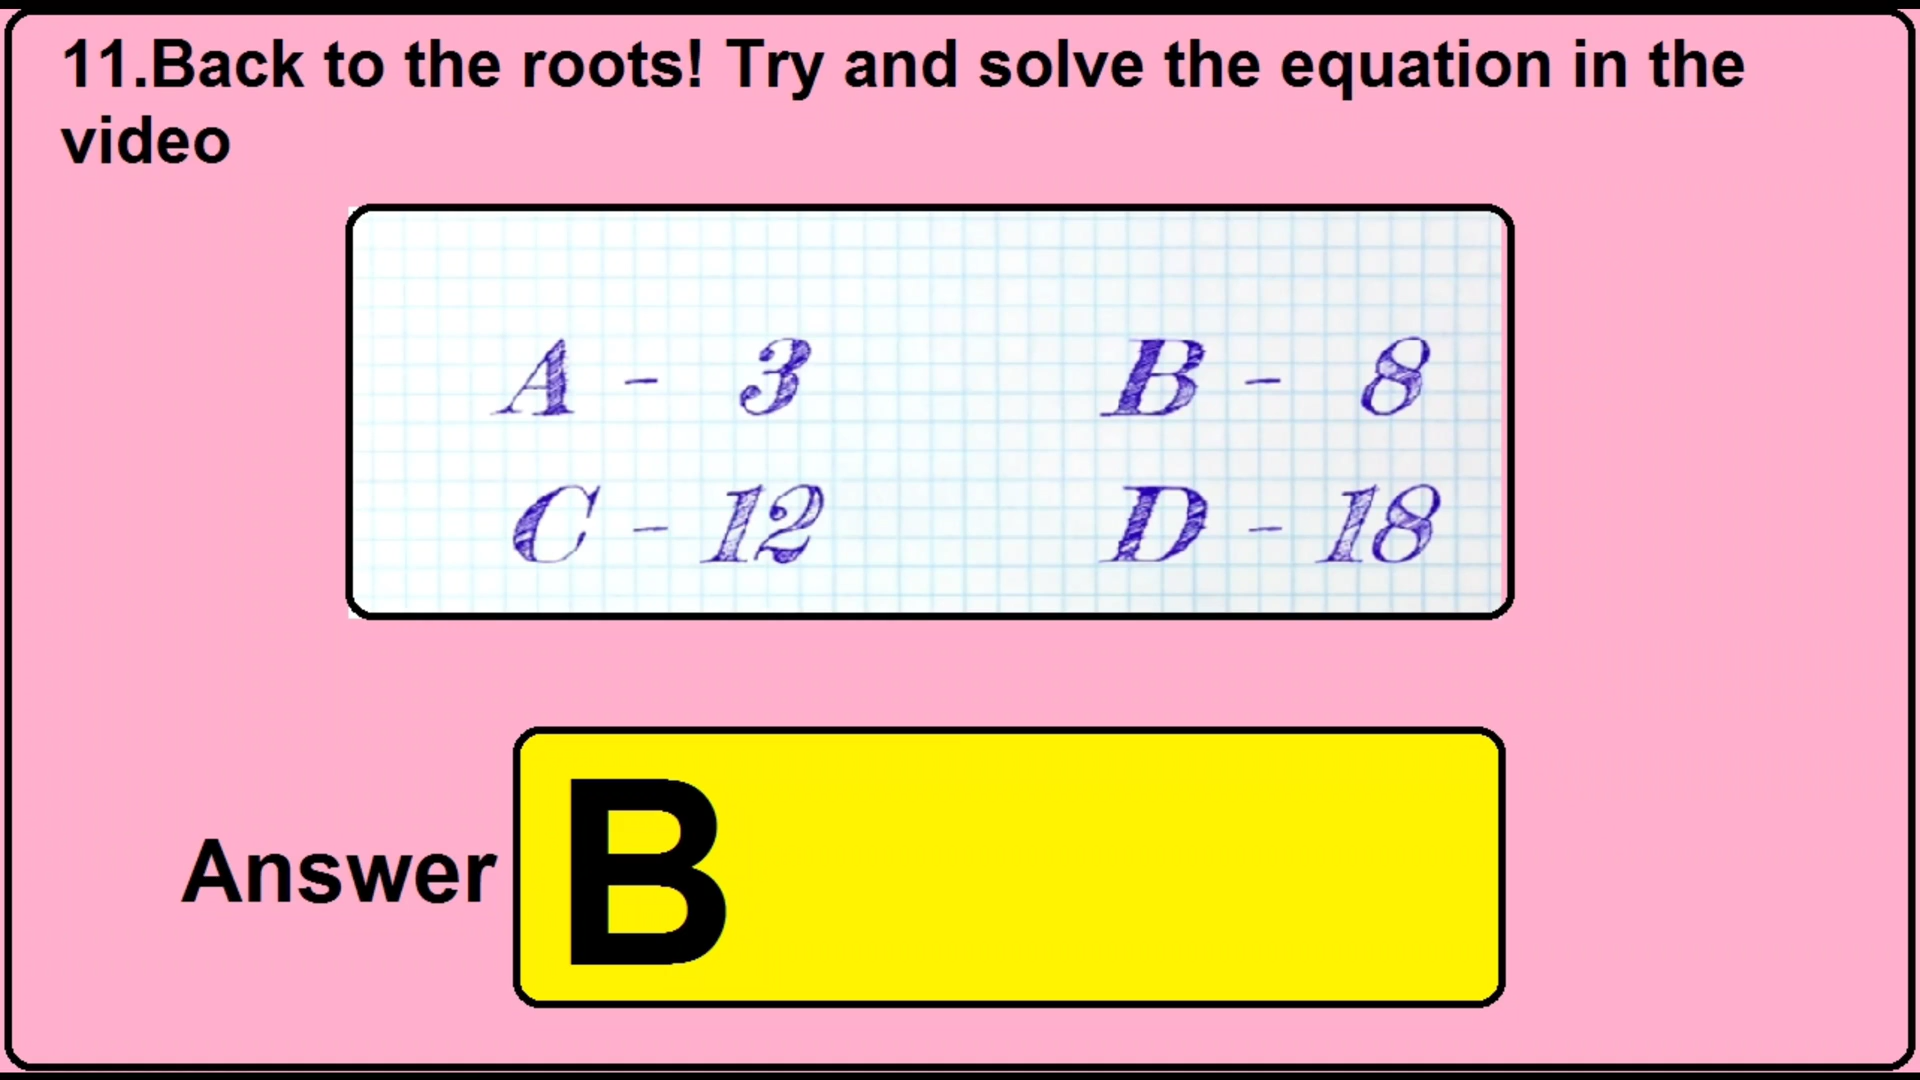 11.Back to the roots! Try and solve the equation in the
video
A - 3 B - 8
C - 12 D - 18
Answer B